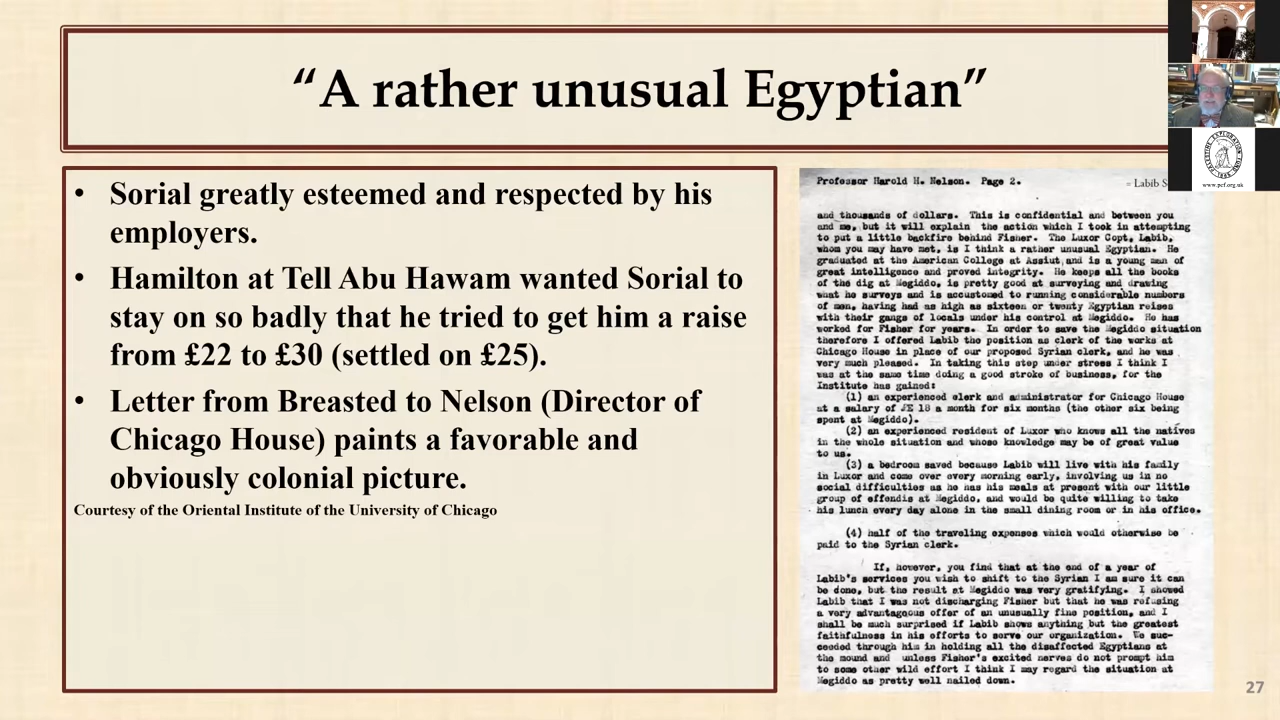 “A rather unusual Egyptian”
• Sorial greatly esteemed and respected by his
employers.
• Hamilton at Tell Abu Hawam wanted Sorial to
stay on so badly that he tried to get him a raise
from £22 to £30 (settled on £25).
• Letter from Breasted to Nelson (Director of
Chicago House) paints a favorable and
obviously colonial picture.
Courtesy of the Oriental Institute of the University of Chicago
Professor Harold H. Nelson. Page 2.
= Labib S
and thousands of dollars. This is confidential and between you
and me, but it will explain the action which I took in attempting
to put a little backfire behind Fisher. The Luxor Copt, Labib,
whom you may have met, is I think a rather unusual Egyptian. He
graduated at the American College at Assiut and is a young man of
great intelligence and proved integrity. He keeps all the books
of the dig at Megiddo, is pretty good at surveying and drawing
what he surveys and is accustomed to running considerable numbers
of men, having had as high as sixteen or twenty Egyptian reises
with their gangs of locals under his control at Megiddo. He has
worked for Fisher for years. In order to save the Megiddo situation
therefore I offered Labib the position as clerk of the works at
Chicago House in place of our proposed Syrian clerk, and he was
very much pleased. In taking this step under stress I think I
was at the same time doing a good stroke of business, for the
Institute has gained:
(1) an experienced clerk and administrator for Chicago House
at a salary of £E 18 a month for six months (the other six being
spent at Megiddo).
(2) an experienced resident of Luxor who knows all the natives
in the whole situation and whose knowledge may be of great value
to us.
(3) a bedroom saved because Labib will live with his family
in Luxor and come over every morning early, involving us in no
social difficulties as he has his meals at present with our little
group of effendis at Megiddo, and would be quite willing to take
his lunch every day alone in the small dining room or in his office.
(4) half of the traveling expenses which would otherwise be
paid to the Syrian clerk.
If, however, you find that at the end of a year of
Labib's services you wish to shift to the Syrian I am sure it can
be done, but the result at Megiddo was very gratifying. I showed
Labib that I was not discharging Fisher but that he was refusing
a very advantageous offer of an unusually fine position, and I
shall be much surprised if Labib shows anything but the greatest
faithfulness in his efforts to serve our organization. We suc-
ceeded through him in holding all the disaffected Egyptians at
the mound and unless Fisher's excited nerves do not prompt him
to some other wild effort I think I may regard the situation at
Megiddo as pretty well nailed down.
PALESTINE EXPLORATION FUND
www.pef.org.uk
27